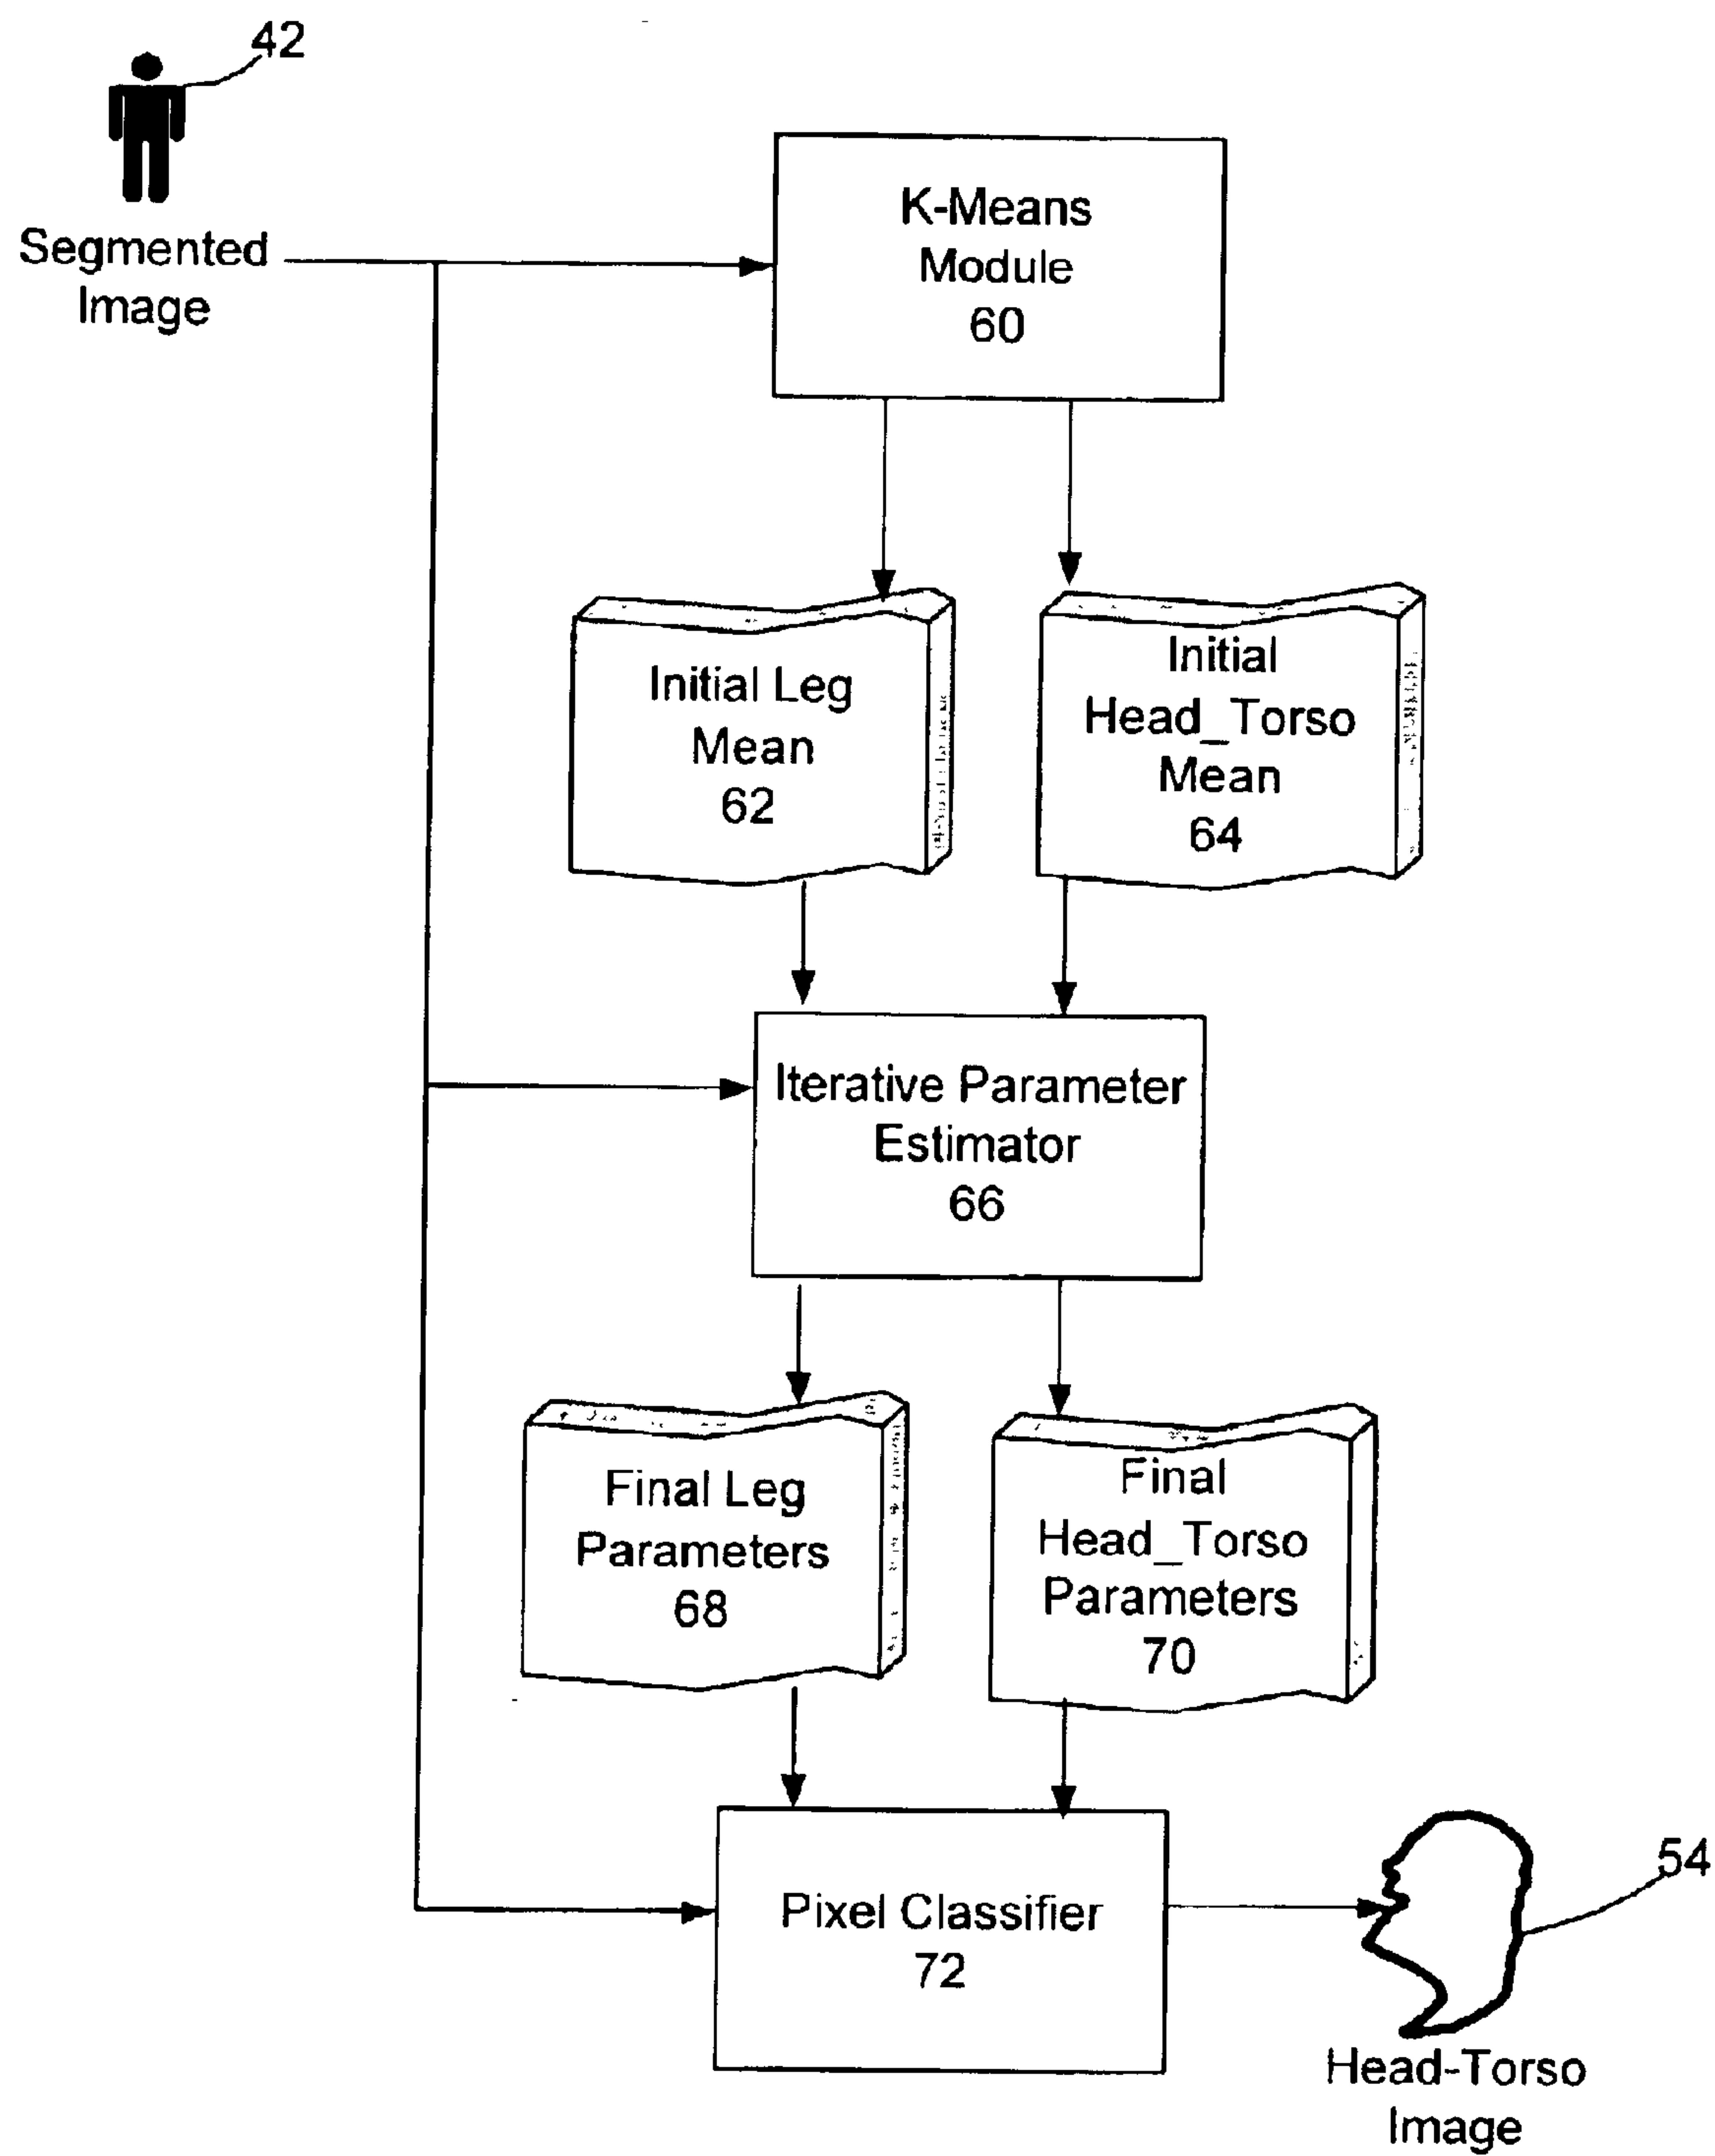 42
Segmented
Image
K-Means
Module
60
Initial Leg
Mean
62
Initial
Head_Torso
Mean
64
Iterative Parameter
Estimator
66
Final Leg
Parameters
68
Final
Head_Torso
Parameters
70
Pixel Classifier
72
54
Head-Torso
Image